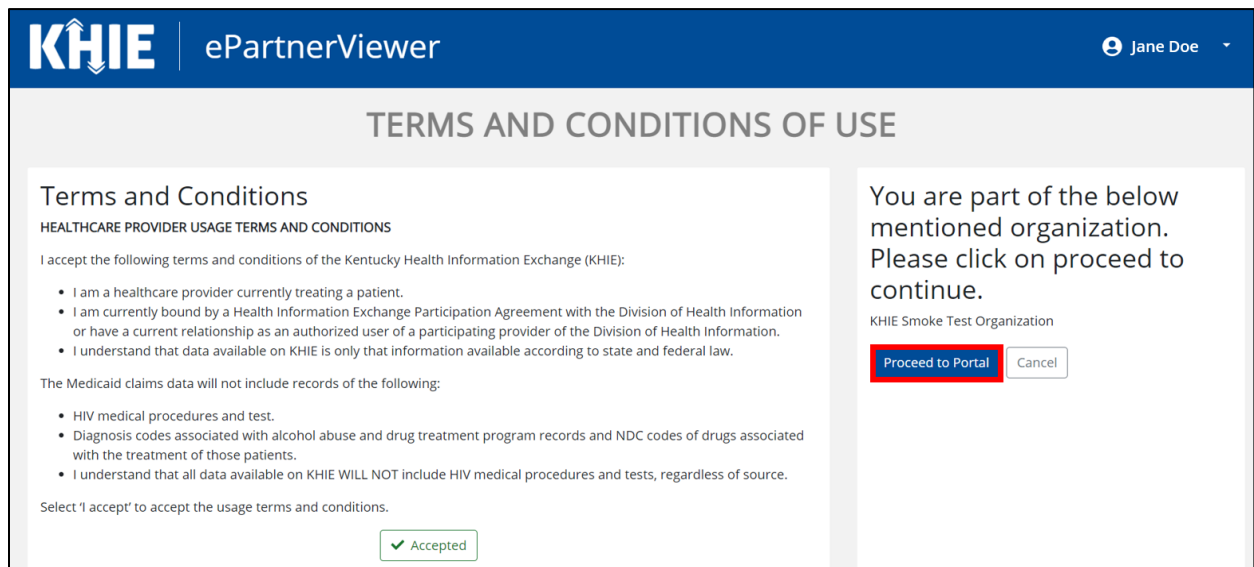 KHIE
ePartnerViewer
Jane Doe
TERMS AND CONDITIONS OF USE
Terms and Conditions
HEALTHCARE PROVIDER USAGE TERMS AND CONDITIONS
I accept the following terms and conditions of the Kentucky Health Information Exchange (KHIE):
• I am a healthcare provider currently treating a patient.
• I am currently bound by a Health Information Exchange Participation Agreement with the Division of Health Information
or have a current relationship as an authorized user of a participating provider of the Division of Health Information.
• I understand that data available on KHIE is only that information available according to state and federal law.
The Medicaid claims data will not include records of the following:
• HIV medical procedures and test.
• Diagnosis codes associated with alcohol abuse and drug treatment program records and NDC codes of drugs associated
with the treatment of those patients.
• I understand that all data available on KHIE WILL NOT include HIV medical procedures and tests, regardless of source.
Select 'I accept' to accept the usage terms and conditions.
✔ Accepted
You are part of the below
mentioned organization.
Please click on proceed to
continue.
KHIE Smoke Test Organization
Proceed to Portal
Cancel